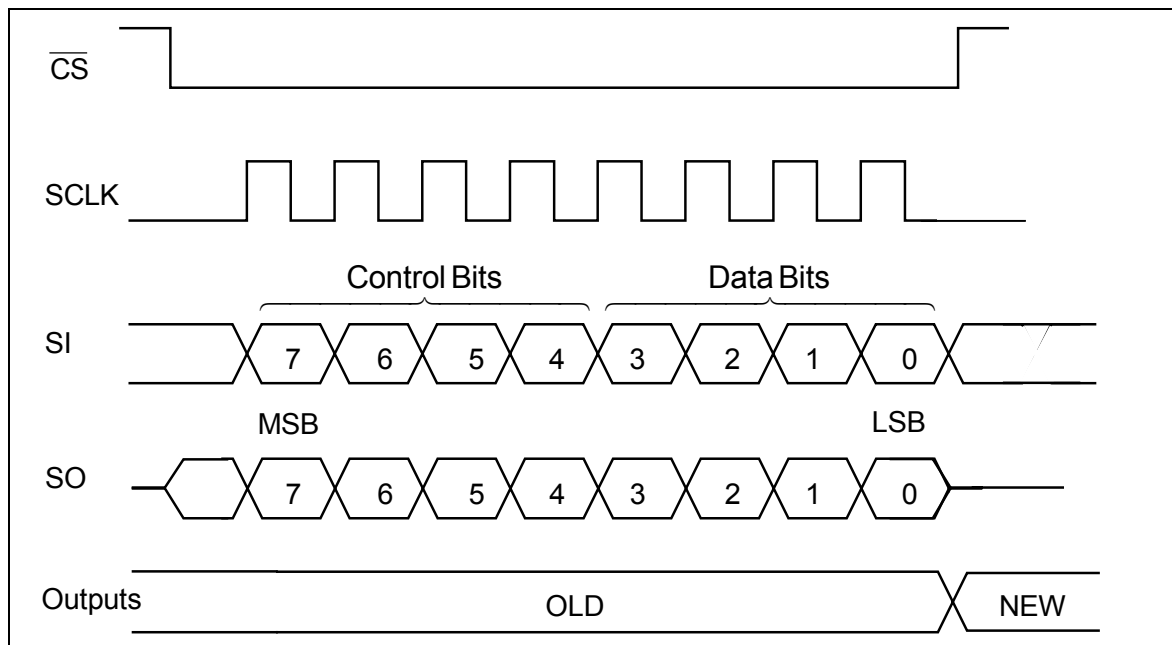 CS
SCLK
Control Bits Data Bits
SI 7 6 5 4 3 2 1 0
MSB LSB
SO 7 6 5 4 3 2 1 0
Outputs OLD NEW